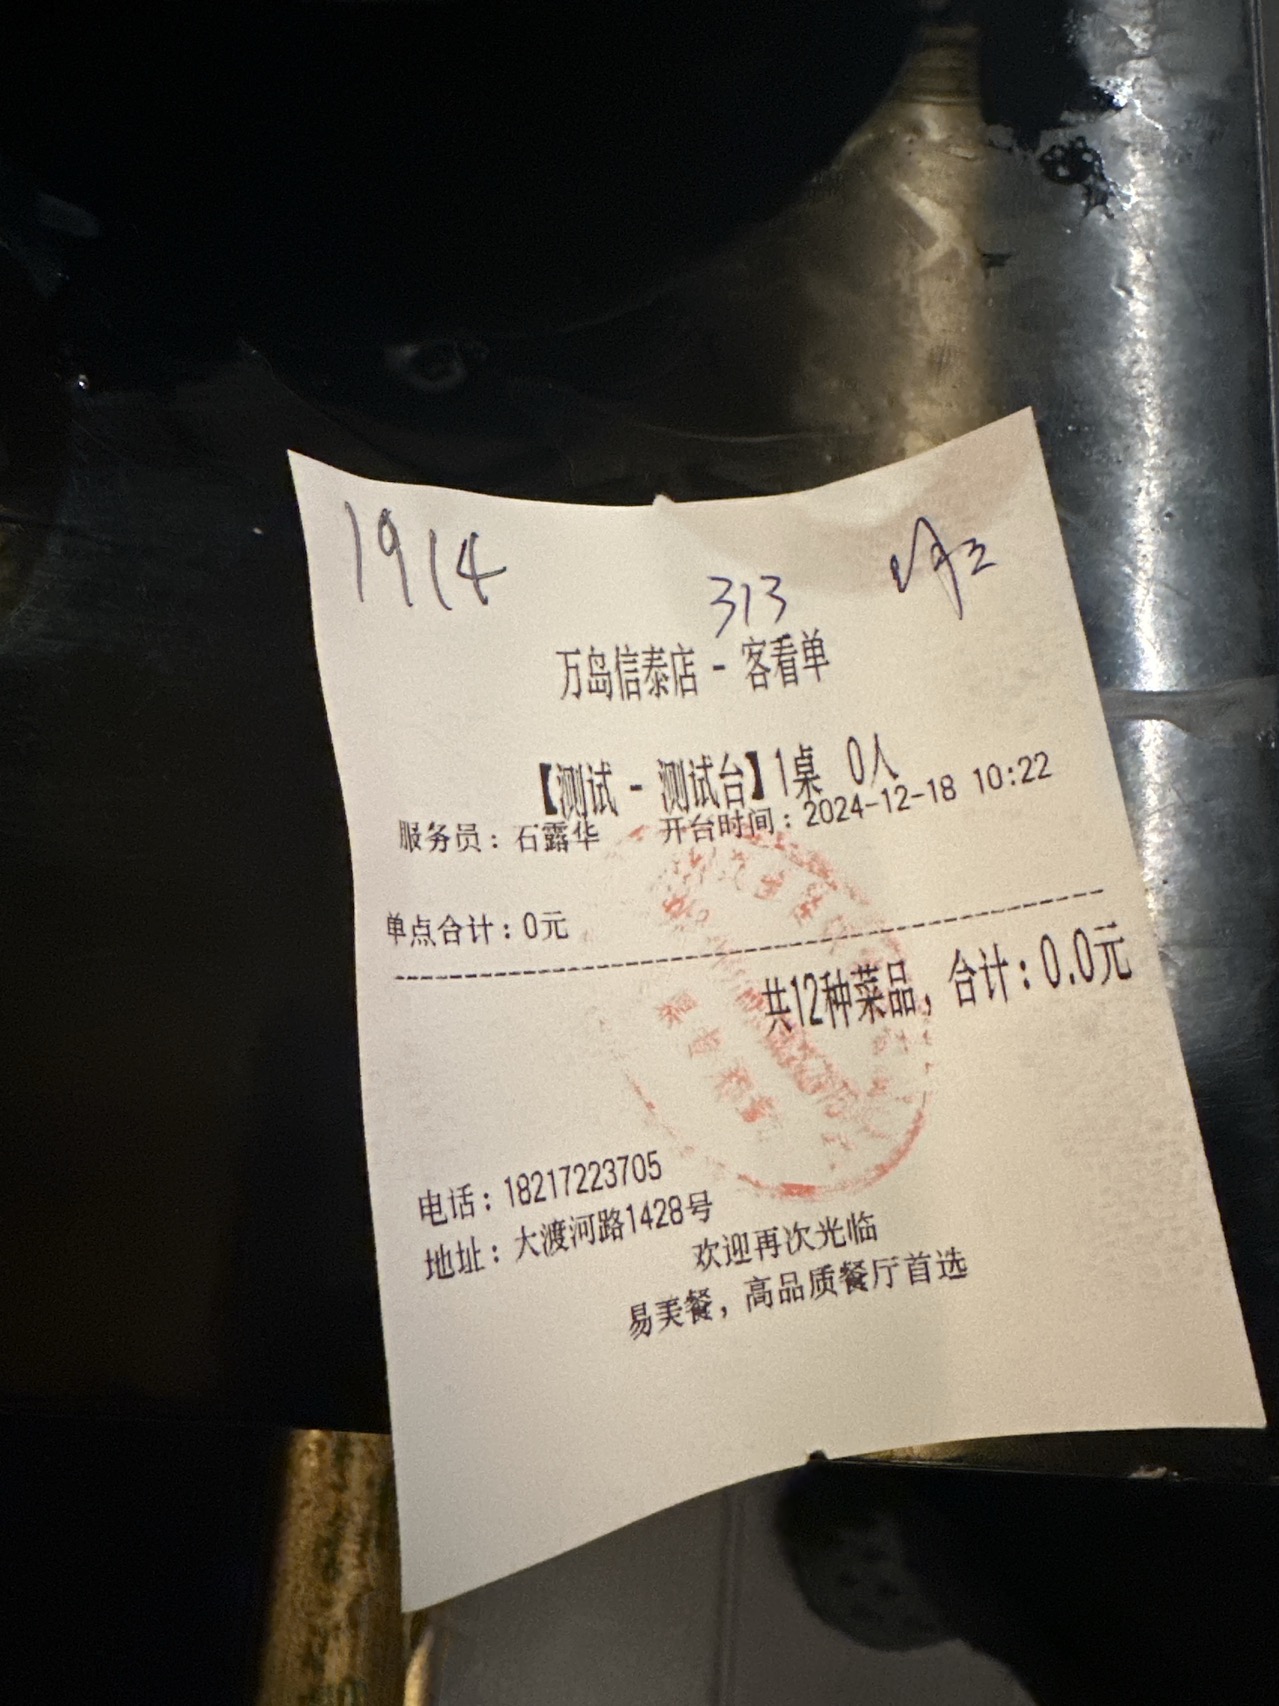 1914
313
万岛信泰店 - 客看单
【测试 - 测试台】1桌 0人
服务员：石露华 开台时间：2024-12-18 10:22
单点合计：0元
共12种菜品，合计：0.0元
电话：18217223705
地址：大渡河路1428号
欢迎再次光临
易美餐，高品质餐厅首选